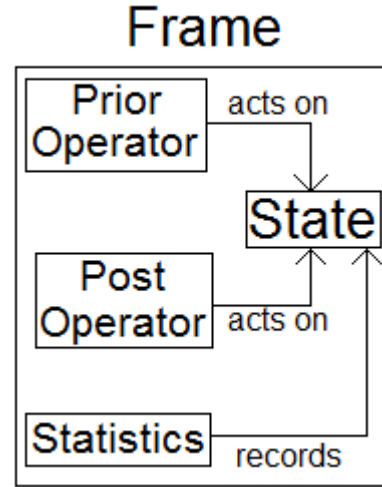 Frame
Prior
Operator
acts on
State
Post
Operator
acts on
Statistics
records